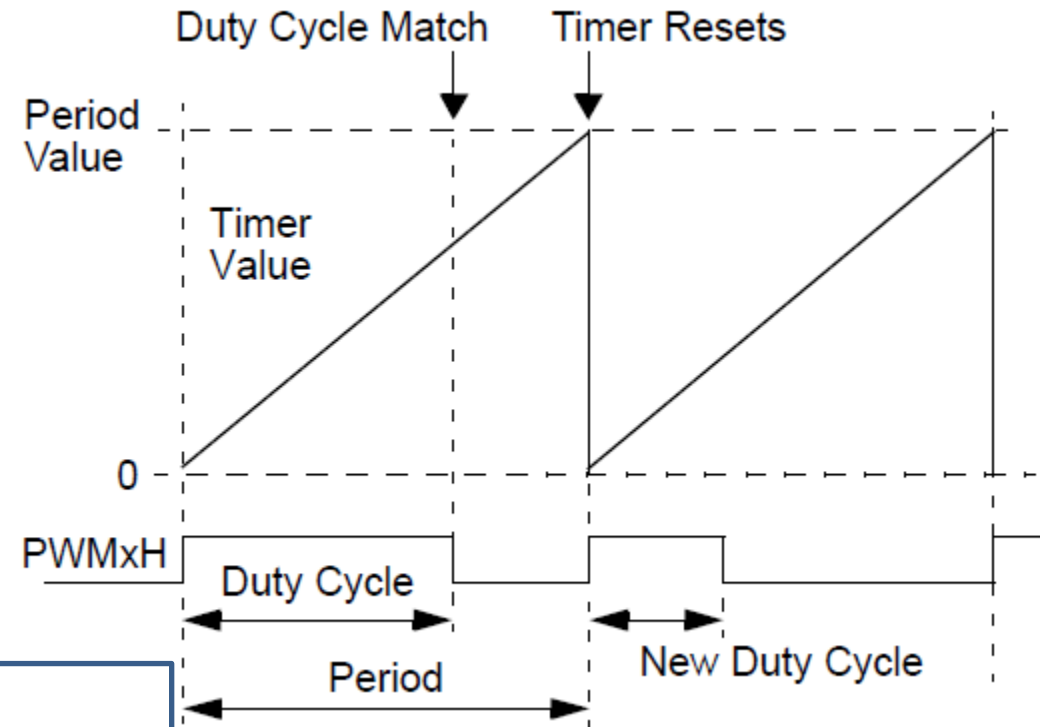 Duty Cycle Match
Timer Resets
Period
Value
Timer
Value
0
PWMxH
Duty Cycle
New Duty Cycle
Period